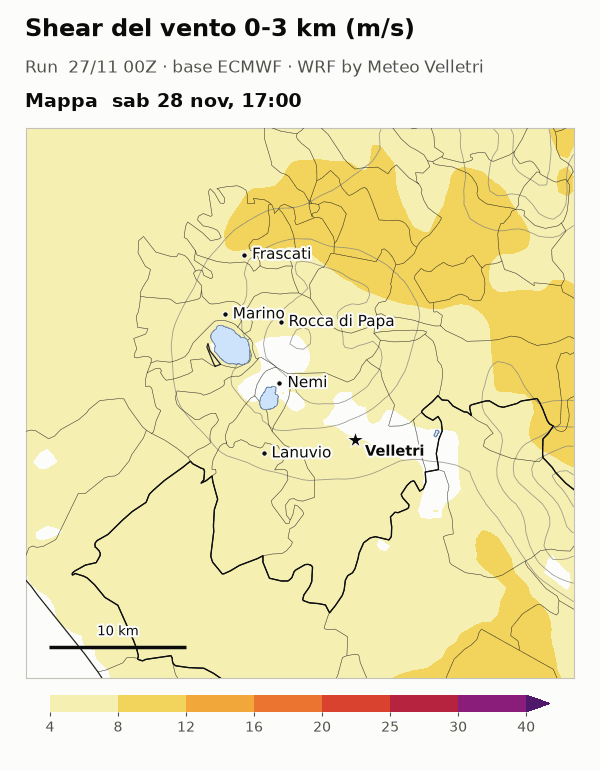 Shear del vento 0-3 km (m/s)
Run 27/11 00Z · base ECMWF · WRF by Meteo Velletri
Mappa sab 28 nov, 17:00
Frascati
Marino
Rocca di Papa
Nemi
Lanuvio
Velletri
10 km
4 8 12 16 20 25 30 40